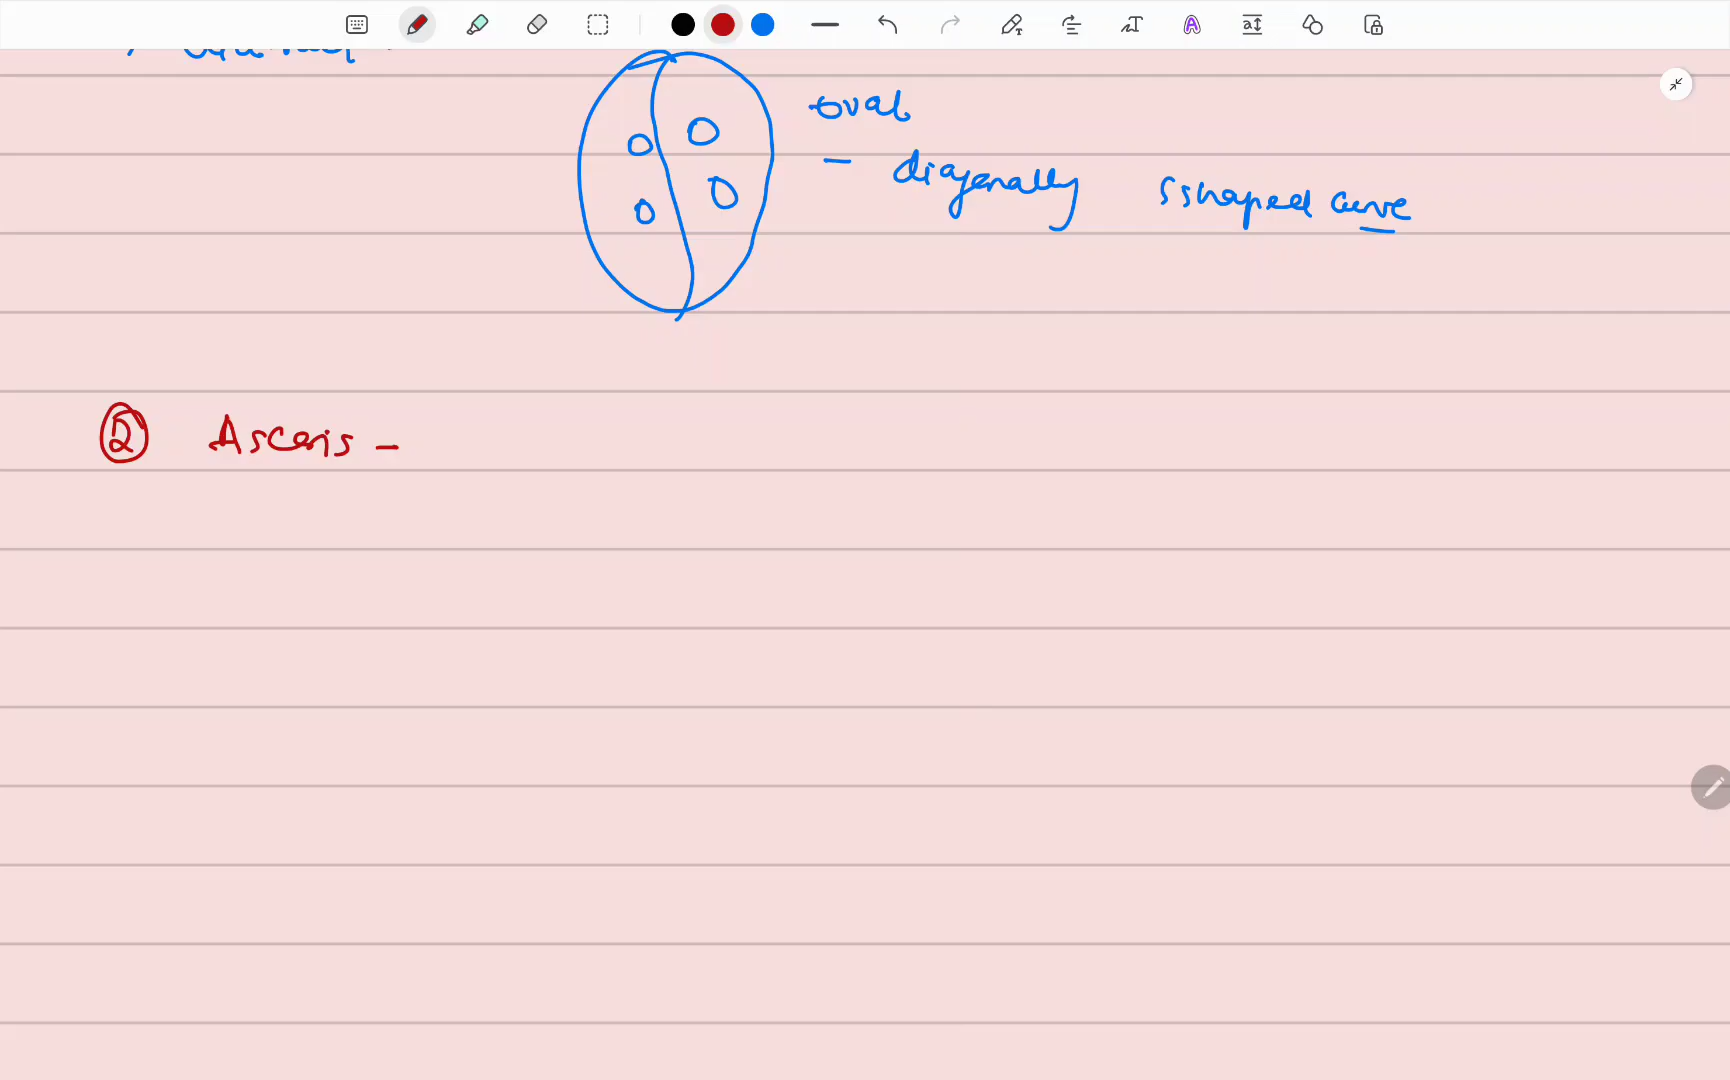 oval
- diagonally S shaped curve
② Ascaris -